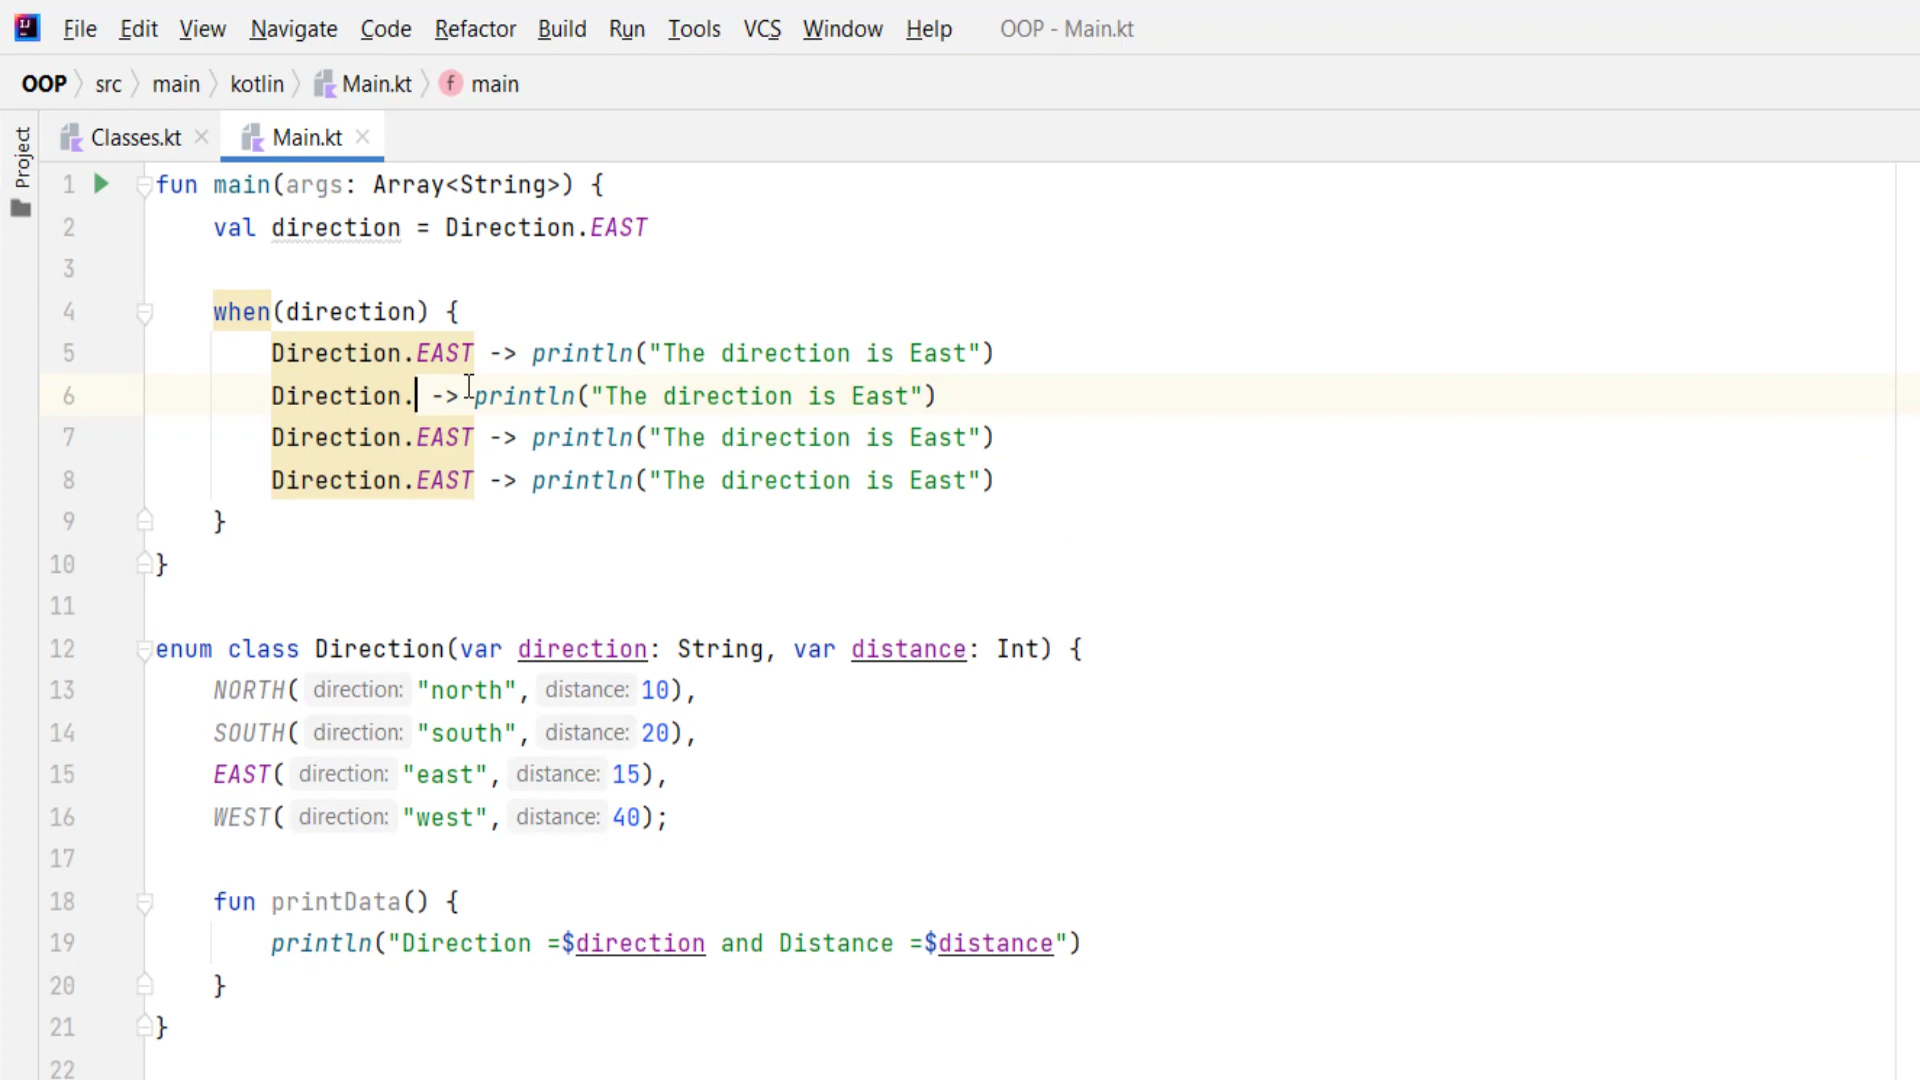 File Edit View Navigate Code Refactor Build Run Tools VCS Window Help OOP - Main.kt
OOP src main kotlin Main.kt f main
Project
Classes.kt Main.kt
1 fun main(args: Array<String>) {
2 val direction = Direction.EAST
3
4 when(direction) {
5 Direction.EAST -> println("The direction is East")
6 Direction. -> println("The direction is East")
7 Direction.EAST -> println("The direction is East")
8 Direction.EAST -> println("The direction is East")
9 }
10 }
11
12 enum class Direction(var direction: String, var distance: Int) {
13 NORTH( direction: "north", distance: 10),
14 SOUTH( direction: "south", distance: 20),
15 EAST( direction: "east", distance: 15),
16 WEST( direction: "west", distance: 40);
17
18 fun printData() {
19 println("Direction =$direction and Distance =$distance")
20 }
21 }
22